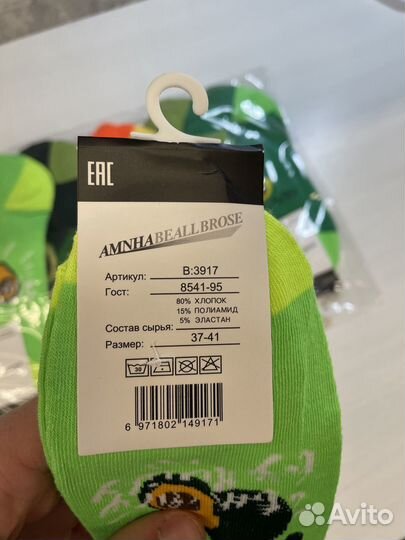 EAC
AMNHABEALLBROSE
Артикул: B:3917
Гост: 8541-95
80% ХЛОПОК
15% ПОЛИАМИД
5% ЭЛАСТАН
Состав сырья:
Размер: 37-41
30
6 971802 149171
Avito